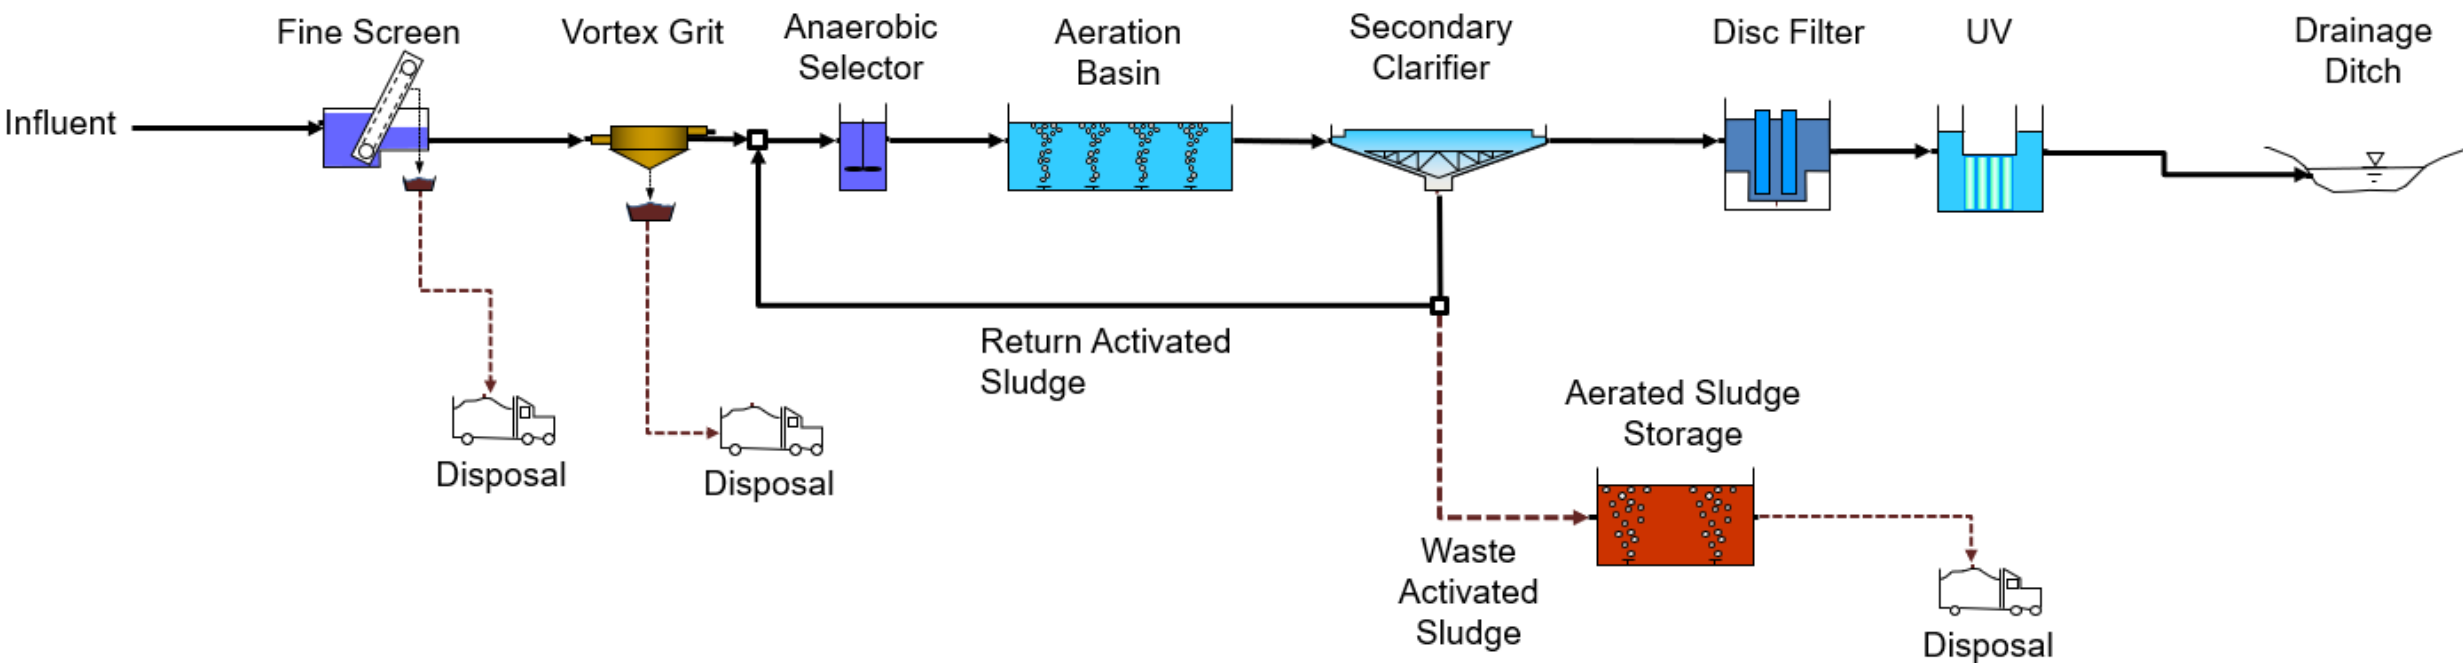 Fine Screen
Vortex Grit
Anaerobic
Selector
Aeration
Basin
Secondary
Clarifier
Disc Filter
UV
Drainage
Ditch
Influent
Return Activated
Sludge
Aerated Sludge
Storage
Disposal
Disposal
Waste
Activated
Sludge
Disposal